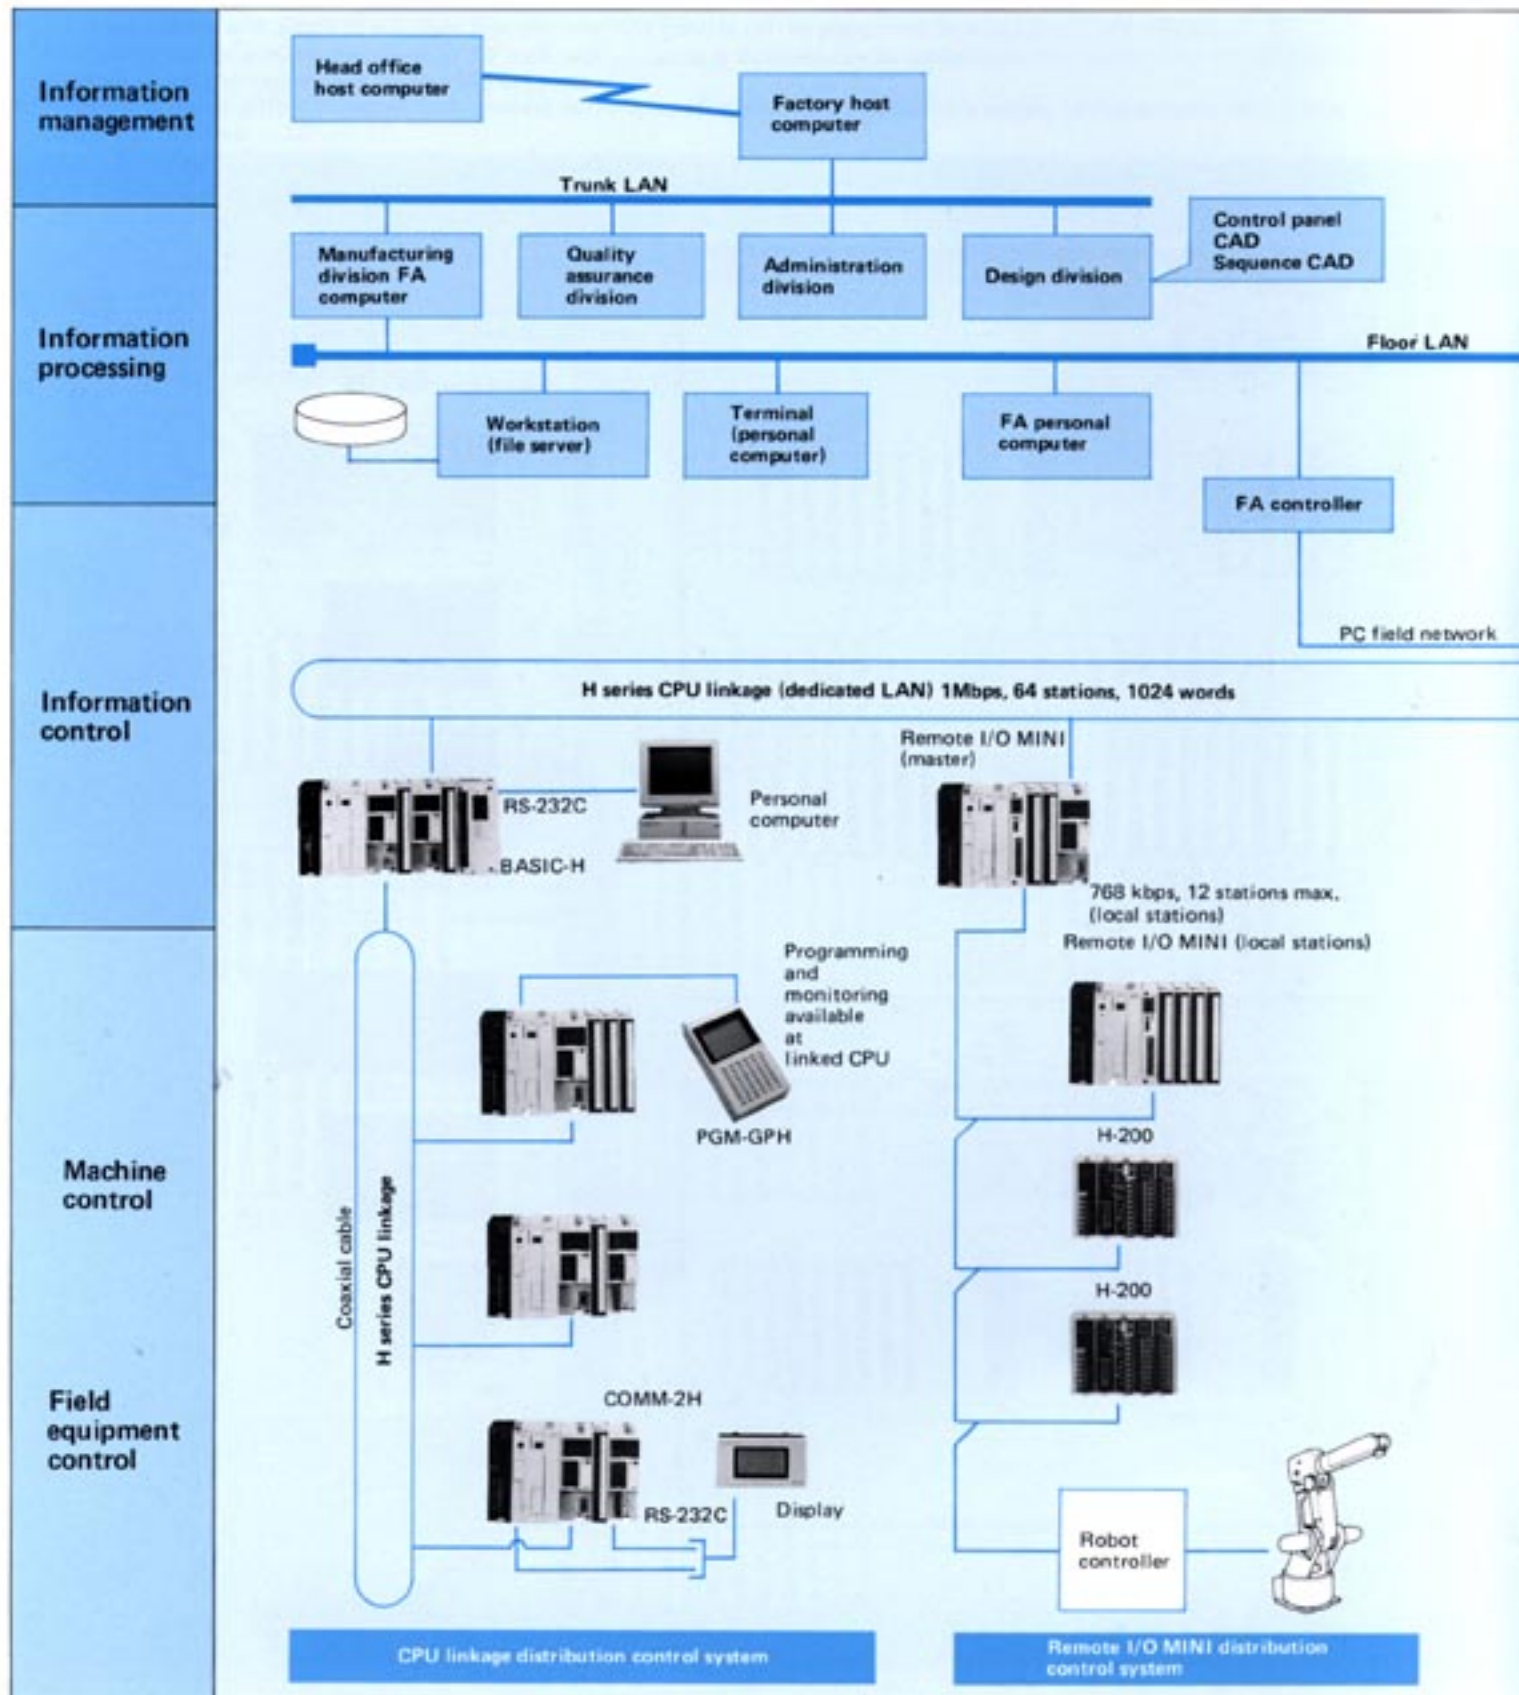 Information
management
Head office
host computer
Factory host
computer
Trunk LAN
Information
processing
Manufacturing
division FA
computer
Quality
assurance
division
Administration
division
Design division
Control panel
CAD
Sequence CAD
Floor LAN
Workstation
(file server)
Terminal
(personal
computer)
FA personal
computer
FA controller
PC field network
Information
control
H series CPU linkage (dedicated LAN) 1Mbps, 64 stations, 1024 words
RS-232C
BASIC-H
Personal
computer
Remote I/O MINI
(master)
768 kbps, 12 stations max.
(local stations)
Remote I/O MINI (local stations)
Machine
control
Field
equipment
control
Coaxial cable
H series CPU linkage
Programming
and
monitoring
available
at
linked CPU
PGM-GPH
COMM-2H
RS-232C
Display
H-200
H-200
Robot
controller
CPU linkage distribution control system
Remote I/O MINI distribution
control system